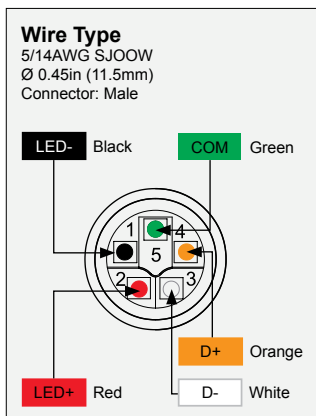 Wire Type
5/14AWG SJOOW
Ø 0.45in (11.5mm)
Connector: Male
LED- Black
COM Green
1 4
5
2 3
D+ Orange
LED+ Red
D- White